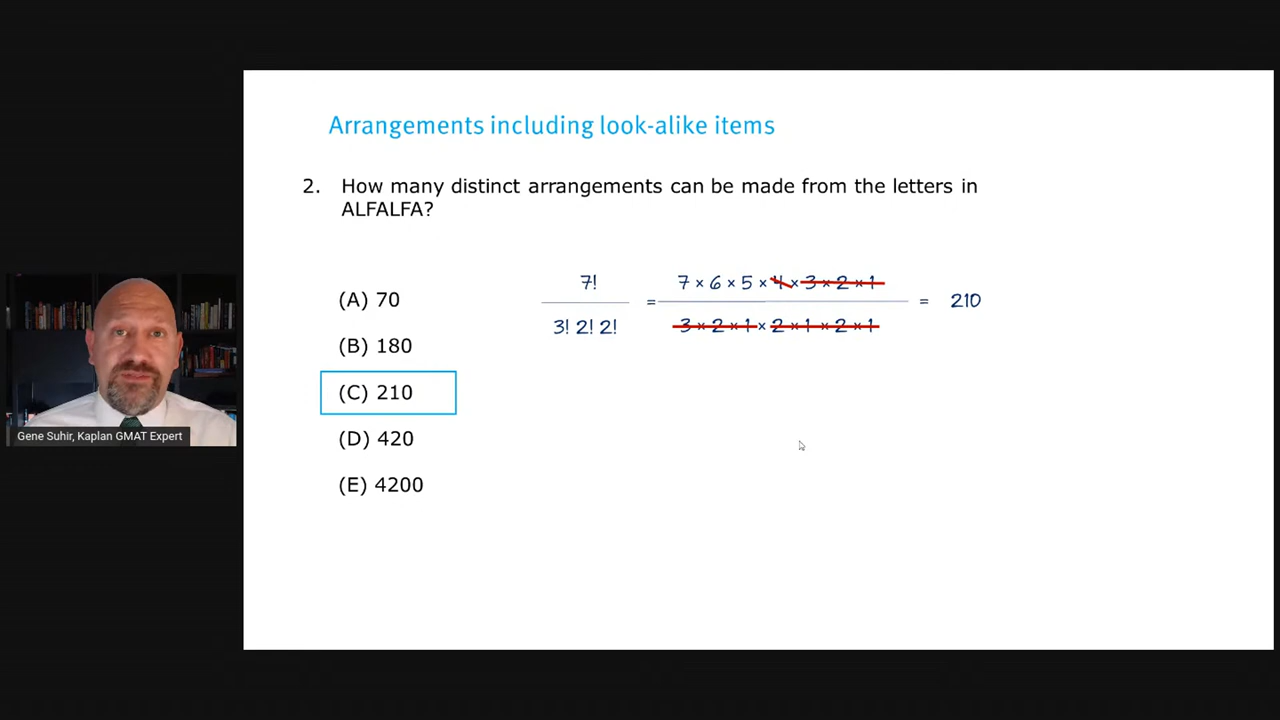 Arrangements including look-alike items
2. How many distinct arrangements can be made from the letters in
ALFALFA?
(A) 70
(B) 180
(C) 210
(D) 420
(E) 4200
7!
3! 2! 2!
=
7 × 6 × 5 × 4 × 3 × 2 × 1
3 × 2 × 1 × 2 × 1 × 2 × 1
= 210
Gene Suhir, Kaplan GMAT Expert